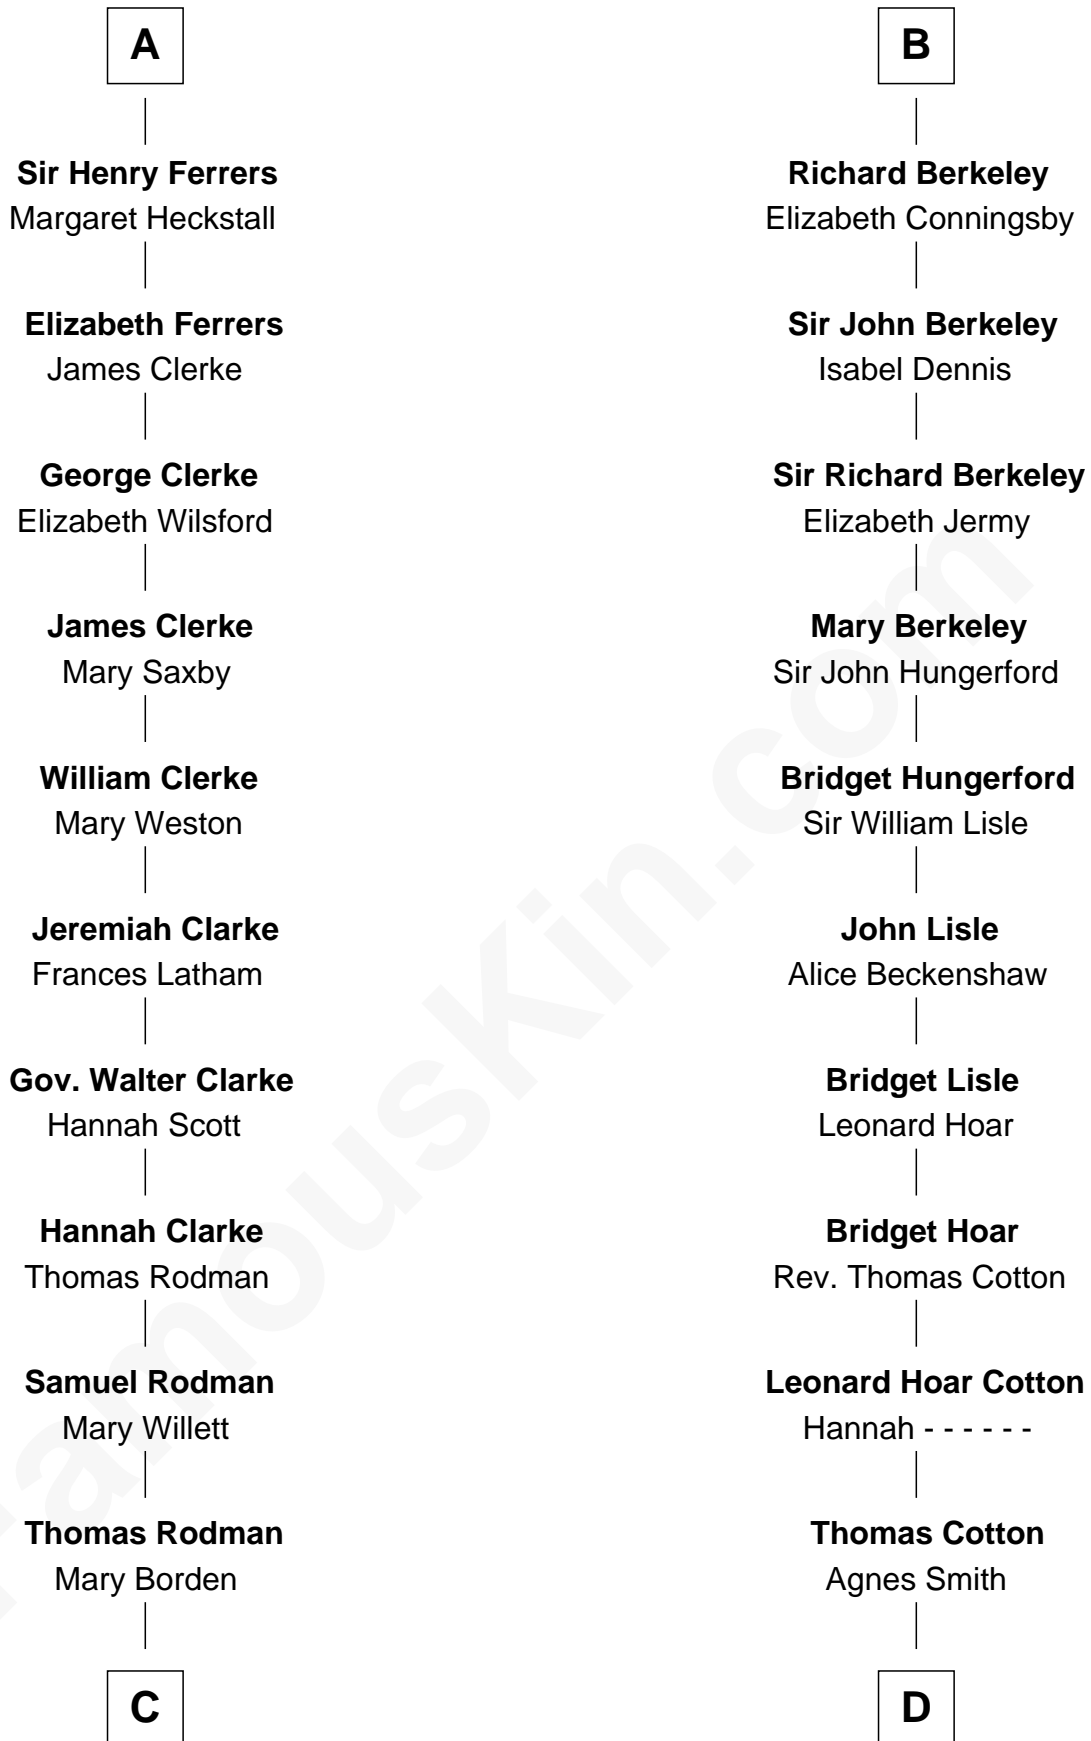 A
Sir Henry Ferrers
Margaret Heckstall
Elizabeth Ferrers
James Clerke
George Clerke
Elizabeth Wilsford
James Clerke
Mary Saxby
William Clerke
Mary Weston
Jeremiah Clarke
Frances Latham
Gov. Walter Clarke
Hannah Scott
Hannah Clarke
Thomas Rodman
Samuel Rodman
Mary Willett
Thomas Rodman
Mary Borden
C
B
Richard Berkeley
Elizabeth Conningsby
Sir John Berkeley
Isabel Dennis
Sir Richard Berkeley
Elizabeth Jermy
Mary Berkeley
Sir John Hungerford
Bridget Hungerford
Sir William Lisle
John Lisle
Alice Beckenshaw
Bridget Lisle
Leonard Hoar
Bridget Hoar
Rev. Thomas Cotton
Leonard Hoar Cotton
Hannah - - - - - -
Thomas Cotton
Agnes Smith
D
FamousKin.com